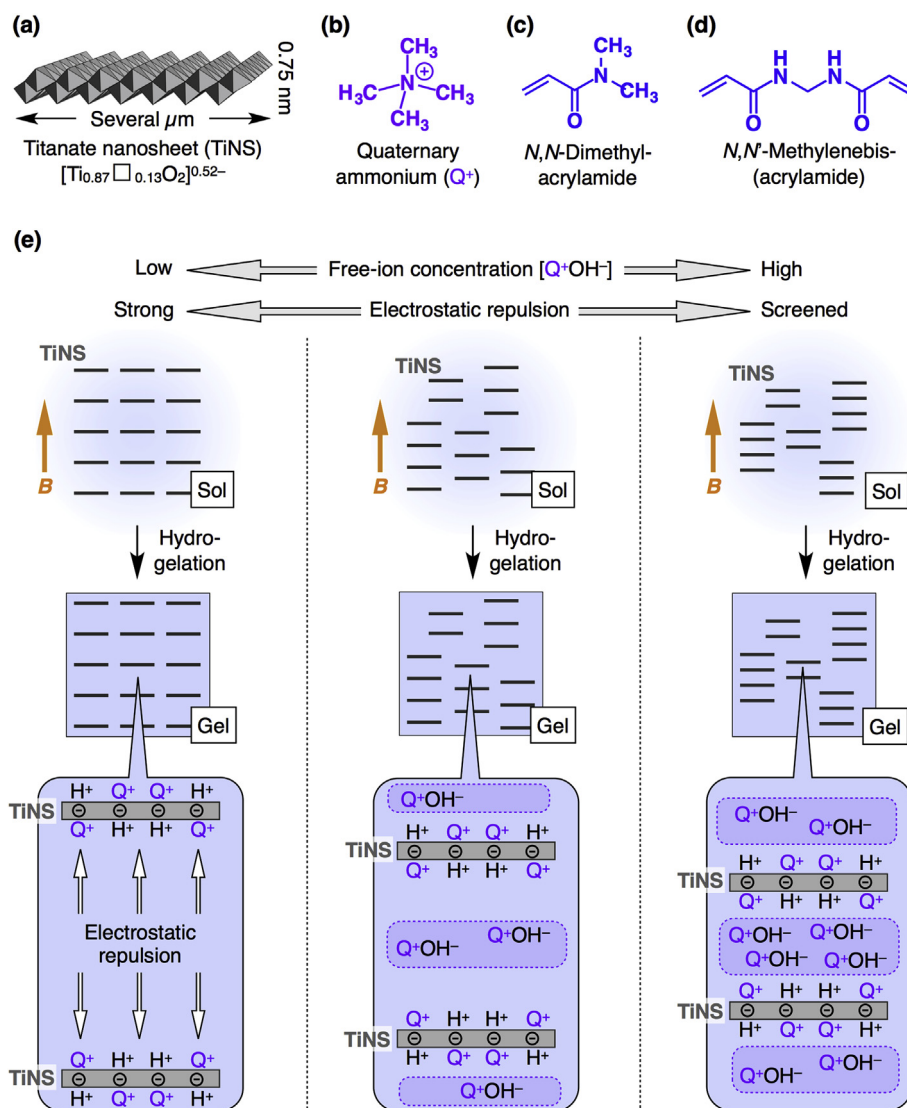 (a)
0.75 nm
Several µm
Titanate nanosheet (TiNS)
[Ti0.87□0.13O2]0.52–
(b)
CH3
H3C
N
⊕
CH3
CH3
Quaternary
ammonium (Q+)
(c)
CH3
N
CH3
O
N,N-Dimethyl-
acrylamide
(d)
H
N
H
N
O
O
N,N'-Methylenebis-
(acrylamide)
(e)
Low
Free-ion concentration [Q+OH–]
High
Strong
Electrostatic repulsion
Screened
TiNS
B
Sol
Hydro-
gelation
Gel
H+ Q+ Q+ H+
TiNS
⊖ ⊖ ⊖ ⊖
Q+ H+ H+ Q+
Electrostatic
repulsion
Q+ H+ H+ Q+
TiNS
⊖ ⊖ ⊖ ⊖
H+ Q+ Q+ H+
TiNS
B
Sol
Hydro-
gelation
Gel
Q+OH–
H+ Q+ Q+ H+
TiNS
⊖ ⊖ ⊖ ⊖
Q+ H+ H+ Q+
Q+OH– Q+OH–
Q+ H+ H+ Q+
TiNS
⊖ ⊖ ⊖ ⊖
H+ Q+ Q+ H+
Q+OH–
TiNS
B
Sol
Hydro-
gelation
Gel
Q+OH–
Q+OH–
H+ Q+ Q+ H+
TiNS
⊖ ⊖ ⊖ ⊖
Q+ H+ H+ Q+
Q+OH– Q+OH–
Q+OH– Q+OH–
Q+ H+ H+ Q+
TiNS
⊖ ⊖ ⊖ ⊖
H+ Q+ Q+ H+
Q+OH– Q+OH–